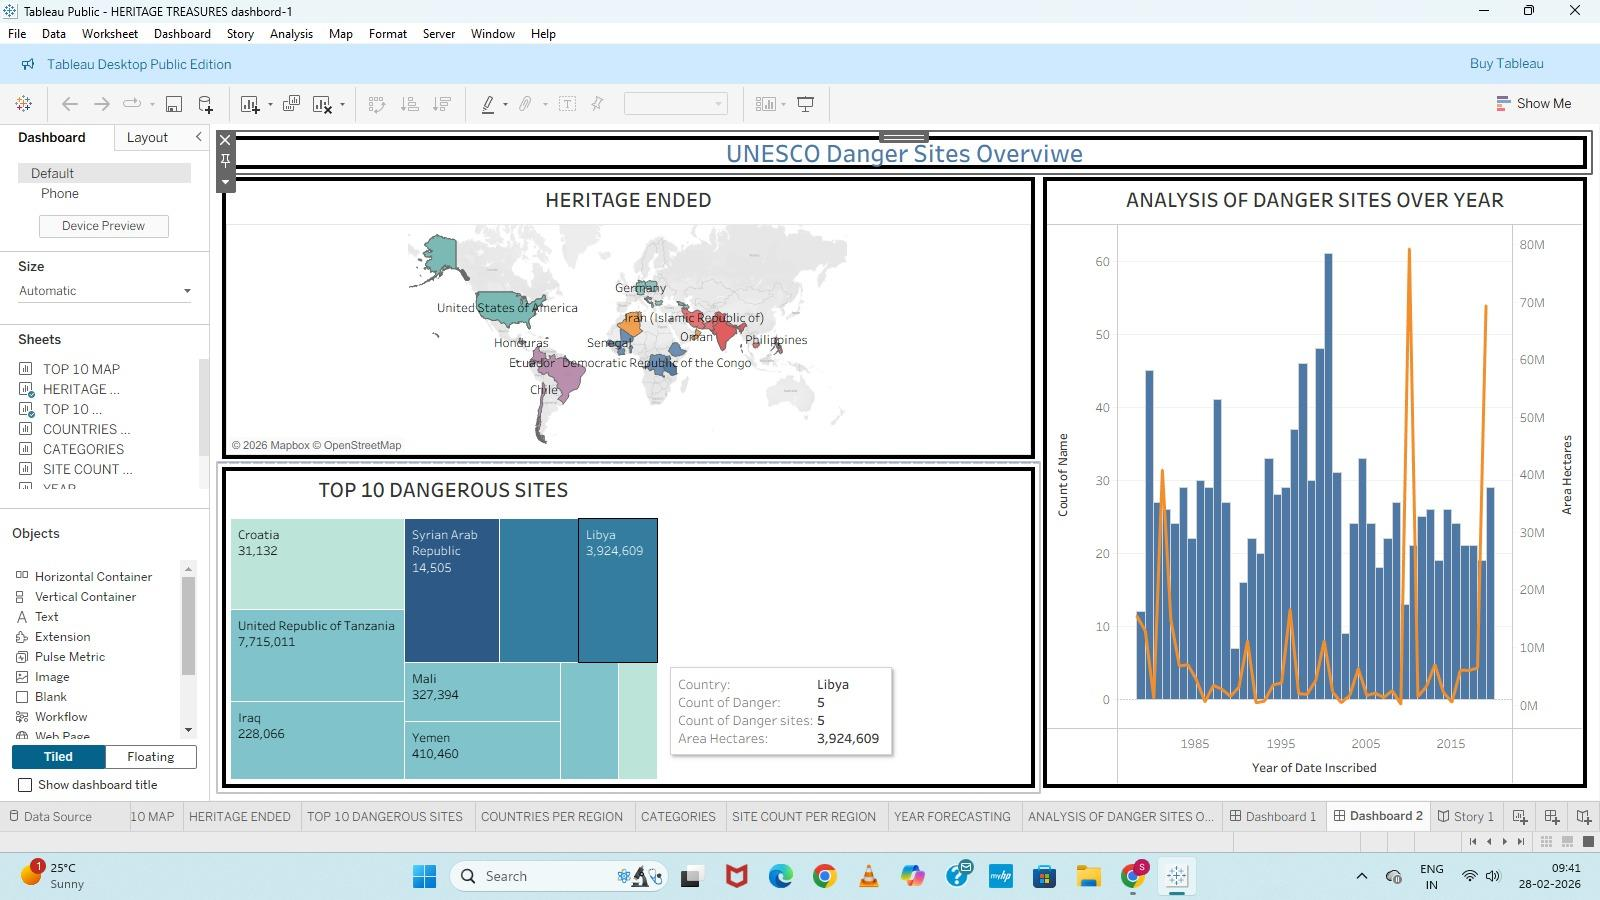 Tableau Public - HERITAGE TREASURES dashbord-1
File Data Worksheet Dashboard Story Analysis Map Format Server Window Help
Tableau Desktop Public Edition
Buy Tableau
Show Me
Dashboard Layout
Default
Phone
Device Preview
Size
Automatic
Sheets
TOP 10 MAP
HERITAGE ...
TOP 10 ...
COUNTRIES ...
CATEGORIES
SITE COUNT ...
YEAR
Objects
Horizontal Container
Vertical Container
Text
Extension
Pulse Metric
Image
Blank
Workflow
Web Page
Tiled Floating
Show dashboard title
UNESCO Danger Sites Overviwe
HERITAGE ENDED
Germany
United States of America
Iran (Islamic Republic of)
Honduras
Senegal
Oman
Philippines
Ecuador
Democratic Republic of the Congo
Chile
© 2026 Mapbox © OpenStreetMap
TOP 10 DANGEROUS SITES
Croatia
31,132
United Republic of Tanzania
7,715,011
Iraq
228,066
Syrian Arab
Republic
14,505
Libya
3,924,609
Mali
327,394
Yemen
410,460
Country: Libya
Count of Danger: 5
Count of Danger sites: 5
Area Hectares: 3,924,609
ANALYSIS OF DANGER SITES OVER YEAR
60
50
40
30
20
10
0
Count of Name
80M
70M
60M
50M
40M
30M
20M
10M
0M
Area Hectares
1985 1995 2005 2015
Year of Date Inscribed
Data Source 10 MAP HERITAGE ENDED TOP 10 DANGEROUS SITES COUNTRIES PER REGION CATEGORIES SITE COUNT PER REGION YEAR FORECASTING ANALYSIS OF DANGER SITES O... Dashboard 1 Dashboard 2 Story 1
1
25°C
Sunny
Search
myhp
S
ENG
IN
09:41
28-02-2026